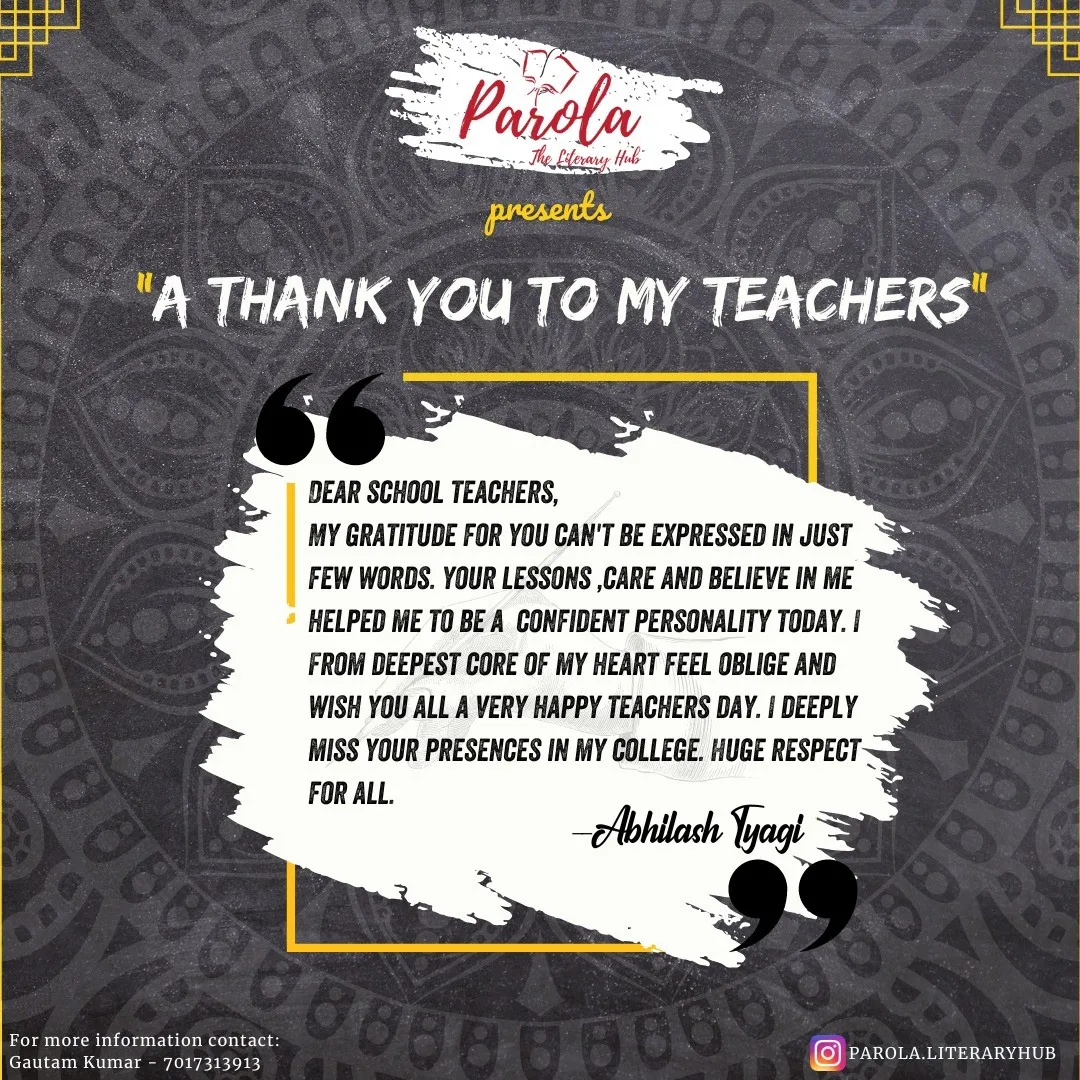 Parola
The Literary Hub
presents
"A THANK YOU TO MY TEACHERS"
DEAR SCHOOL TEACHERS,
MY GRATITUDE FOR YOU CAN'T BE EXPRESSED IN JUST
FEW WORDS. YOUR LESSONS ,CARE AND BELIEVE IN ME
HELPED ME TO BE A  CONFIDENT PERSONALITY TODAY. I
FROM DEEPEST CORE OF MY HEART FEEL OBLIGE AND
WISH YOU ALL A VERY HAPPY TEACHERS DAY. I DEEPLY
MISS YOUR PRESENCES IN MY COLLEGE. HUGE RESPECT
FOR ALL.
—Abhilash Tyagi
For more information contact:
Gautam Kumar - 7017313913
PAROLA.LITERARYHUB